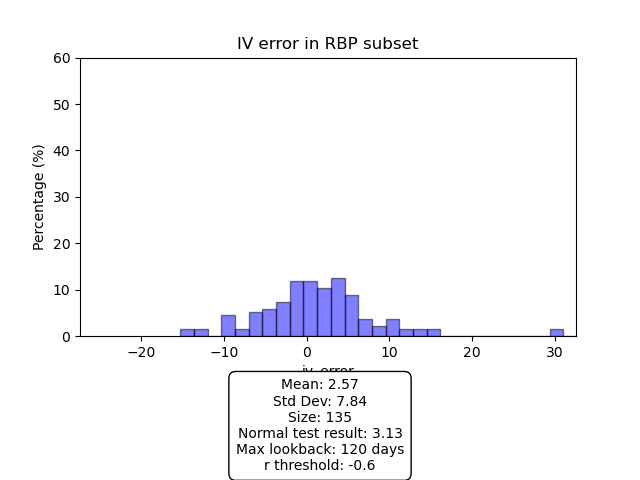 IV error in RBP subset
Percentage (%)
60
50
40
30
20
10
0
−20
−10
0
10
20
30
iv_error
Mean: 2.57
Std Dev: 7.84
Size: 135
Normal test result: 3.13
Max lookback: 120 days
r threshold: -0.6